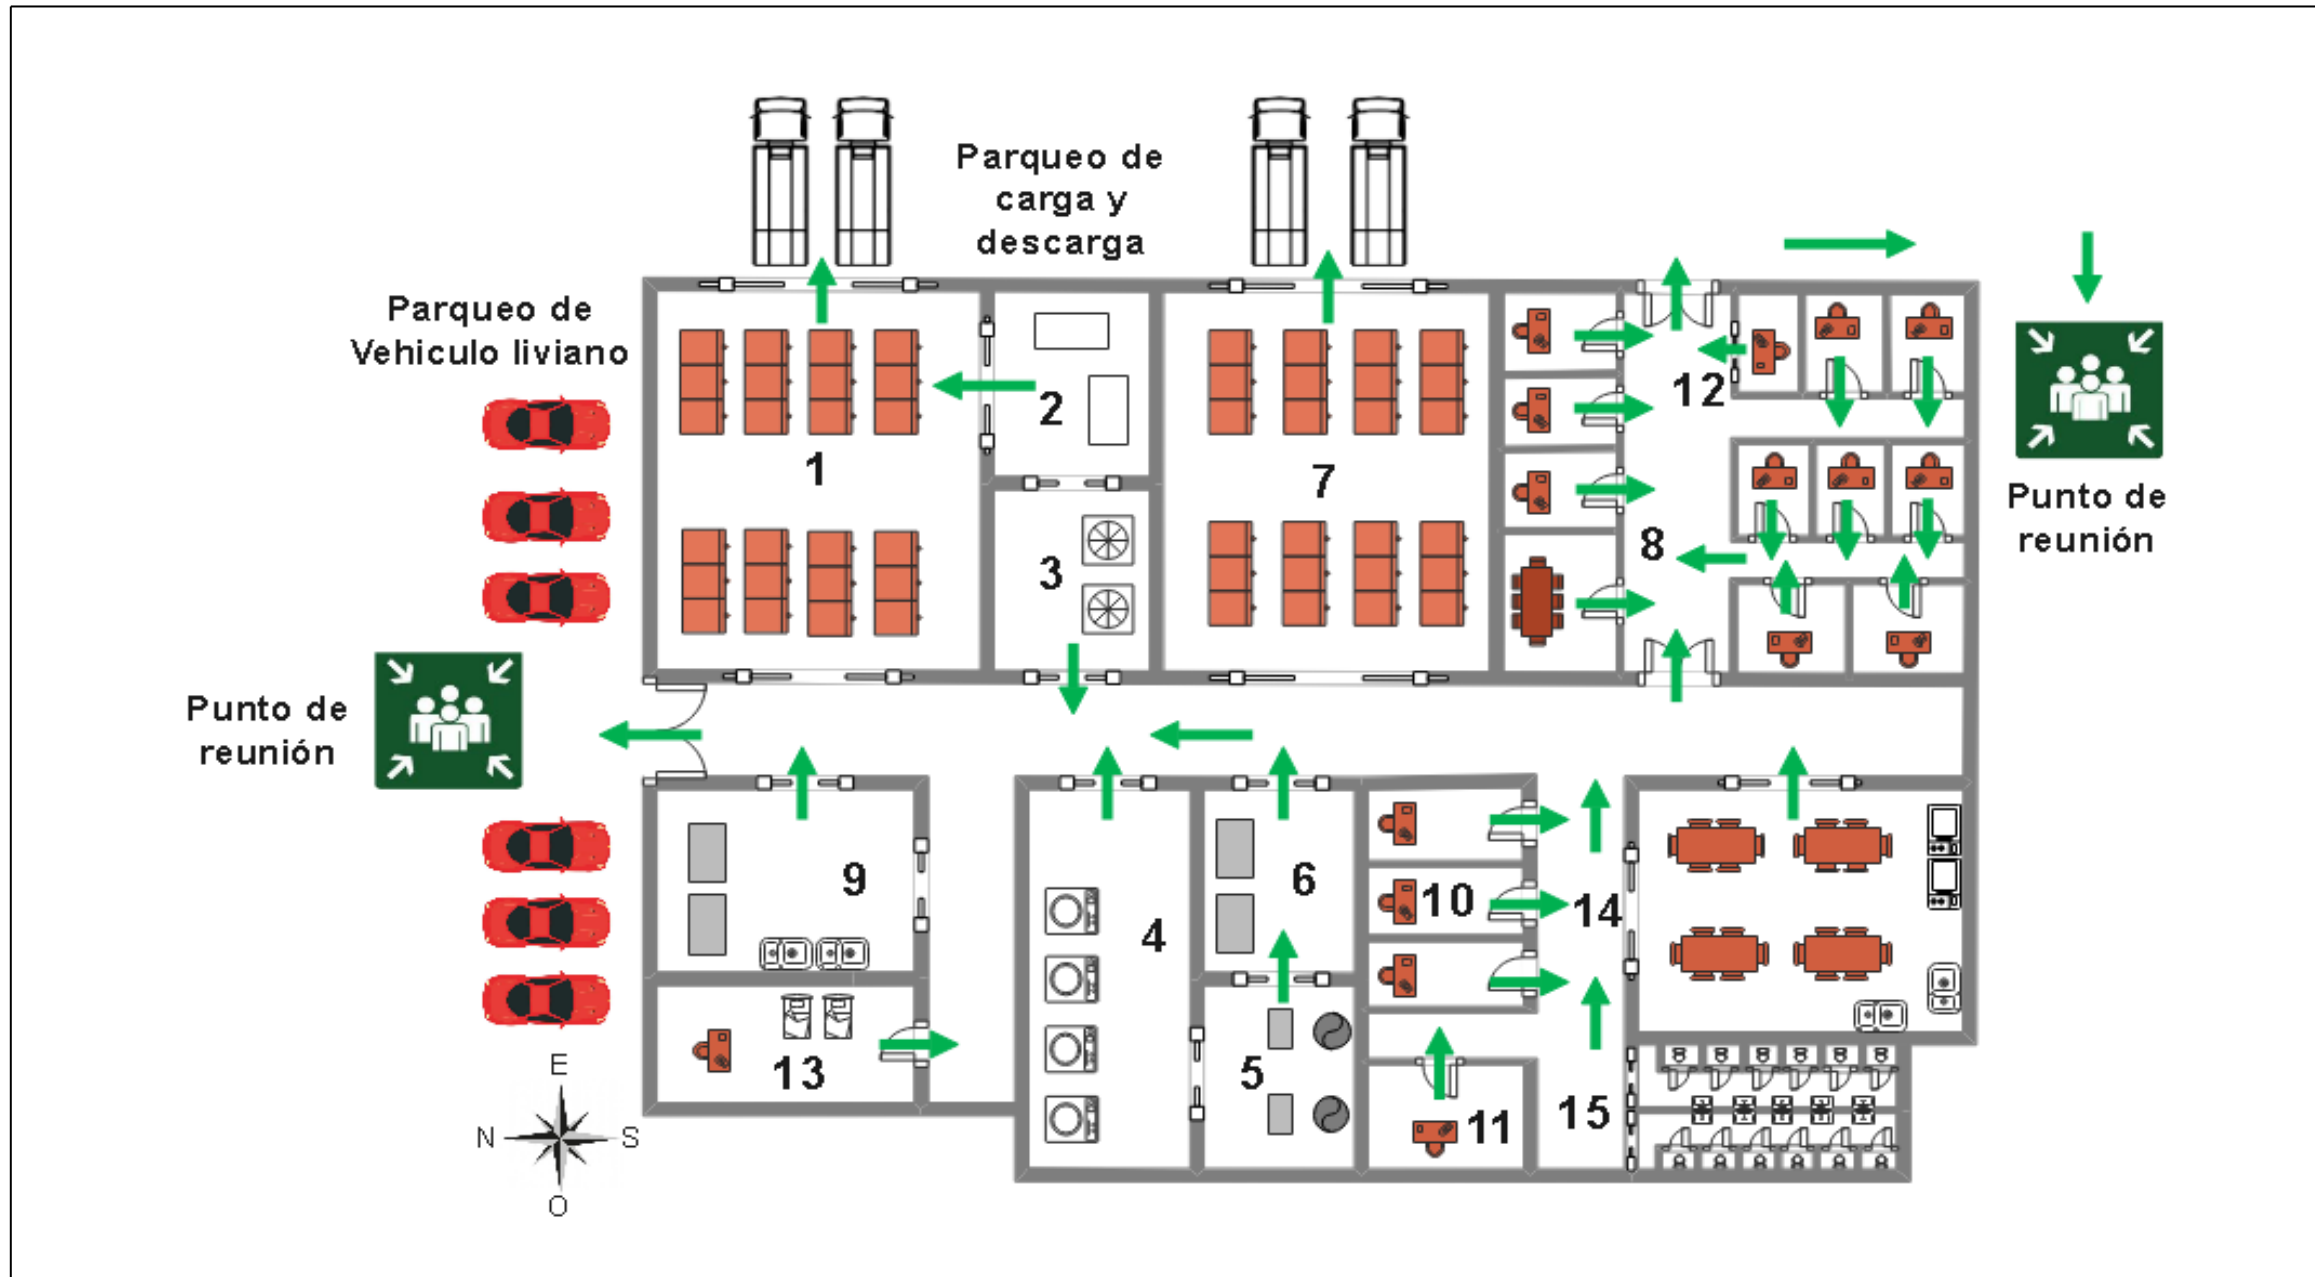 Parqueo de
carga y
descarga
Parqueo de
Vehiculo liviano
12
2
1
7
Punto de
reunión
8
3
Punto de
reunión
9
6
10
14
4
5
13
11
15
E
N
S
O